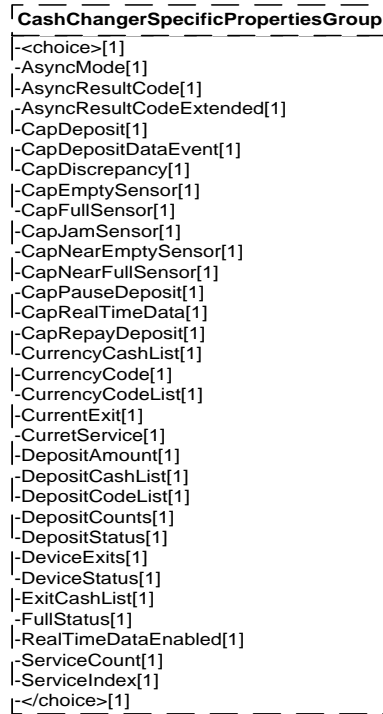 CashChangerSpecificPropertiesGroup
-<choice>[1]
-AsyncMode[1]
-AsyncResultCode[1]
-AsyncResultCodeExtended[1]
-CapDeposit[1]
-CapDepositDataEvent[1]
-CapDiscrepancy[1]
-CapEmptySensor[1]
-CapFullSensor[1]
-CapJamSensor[1]
-CapNearEmptySensor[1]
-CapNearFullSensor[1]
-CapPauseDeposit[1]
-CapRealTimeData[1]
-CapRepayDeposit[1]
-CurrencyCashList[1]
-CurrencyCode[1]
-CurrencyCodeList[1]
-CurrentExit[1]
-CurretService[1]
-DepositAmount[1]
-DepositCashList[1]
-DepositCodeList[1]
-DepositCounts[1]
-DepositStatus[1]
-DeviceExits[1]
-DeviceStatus[1]
-ExitCashList[1]
-FullStatus[1]
-RealTimeDataEnabled[1]
-ServiceCount[1]
-ServiceIndex[1]
-</choice>[1]